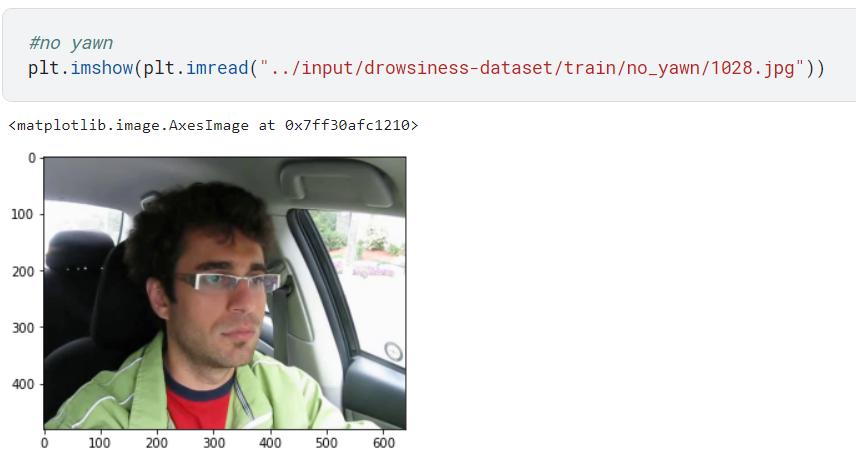 #no yawn
plt.imshow(plt.imread("../input/drowsiness-dataset/train/no_yawn/1028.jpg"))
<matplotlib.image.AxesImage at 0x7ff30afc1210>
0
100
200
300
400
0 100 200 300 400 500 600